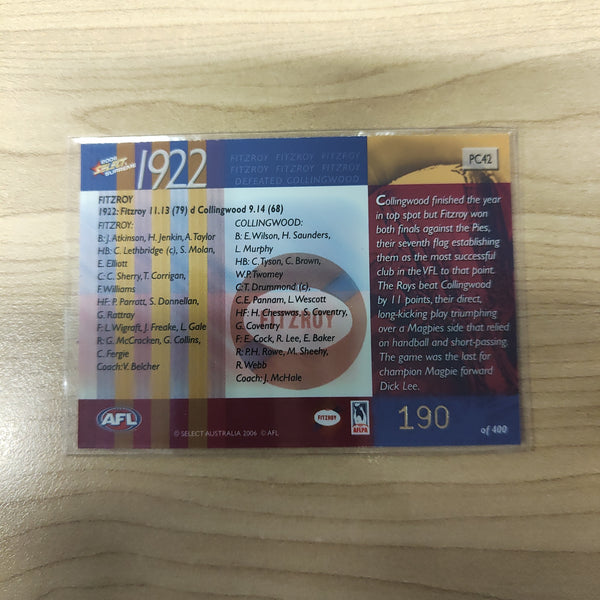 2006
SELECT
SUPREME
1922
FITZROY FITZROY FITZROY FITZROY
FITZROY FITZROY FITZROY FITZROY
DEFEATED COLLINGWOOD
PC42
FITZROY
1922: Fitzroy 11.13 (79) d Collingwood 9.14 (68)
FITZROY:
B: J. Atkinson, H. Jenkin, A. Taylor
HB: C. Lethbridge (c), S. Molan,
E. Elliott
C: C. Sherry, T. Corrigan,
F. Williams
HF: P. Parratt, S. Donnellan,
G. Rattray
F: L. Wigraft, J. Freake, L. Gale
R: G. McCracken, G. Collins,
C. Fergie
Coach: V. Belcher
COLLINGWOOD:
B: E. Wilson, H. Saunders,
L. Murphy
HB: C. Tyson, C. Brown,
W.P. Twomey
C: T. Drummond (c),
C.E. Pannam, L. Wescott
HF: H. Chesswas, S. Coventry,
G. Coventry
F: E. Cock, R. Lee, E. Baker
R: P.H. Rowe, M. Sheehy,
R. Webb
Coach: J. McHale
FITZROY
Collingwood finished the year
in top spot but Fitzroy won
both finals against the Pies,
their seventh flag establishing
them as the most successful
club in the VFL to that point.
The Roys beat Collingwood
by 11 points, their direct,
long-kicking play triumphing
over a Magpies side that relied
on handball and short-passing.
The game was the last for
champion Magpie forward
Dick Lee.
AFL
© SELECT AUSTRALIA 2006 © AFL
FITZROY
AFLPA
190
of 400